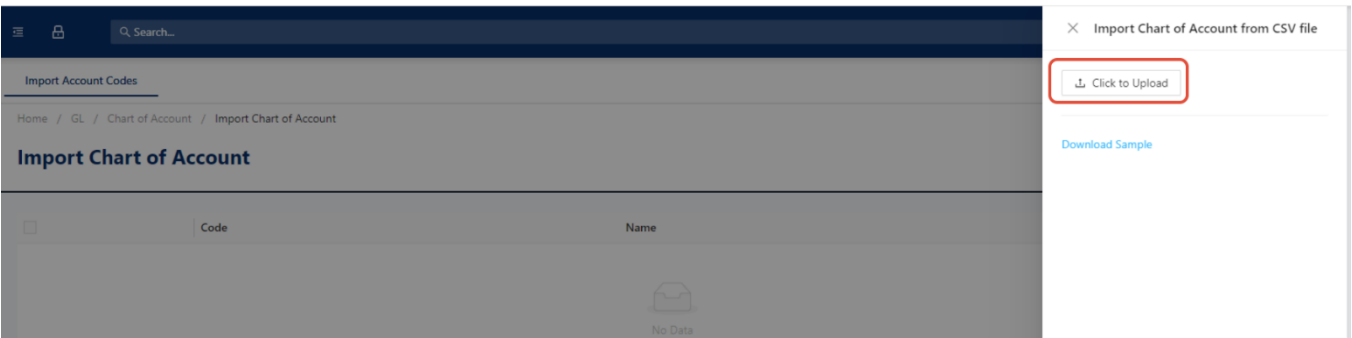 Search...
Import Account Codes
Home / GL / Chart of Account / Import Chart of Account
Import Chart of Account
Code Name
No Data
Import Chart of Account from CSV file
Click to Upload
Download Sample